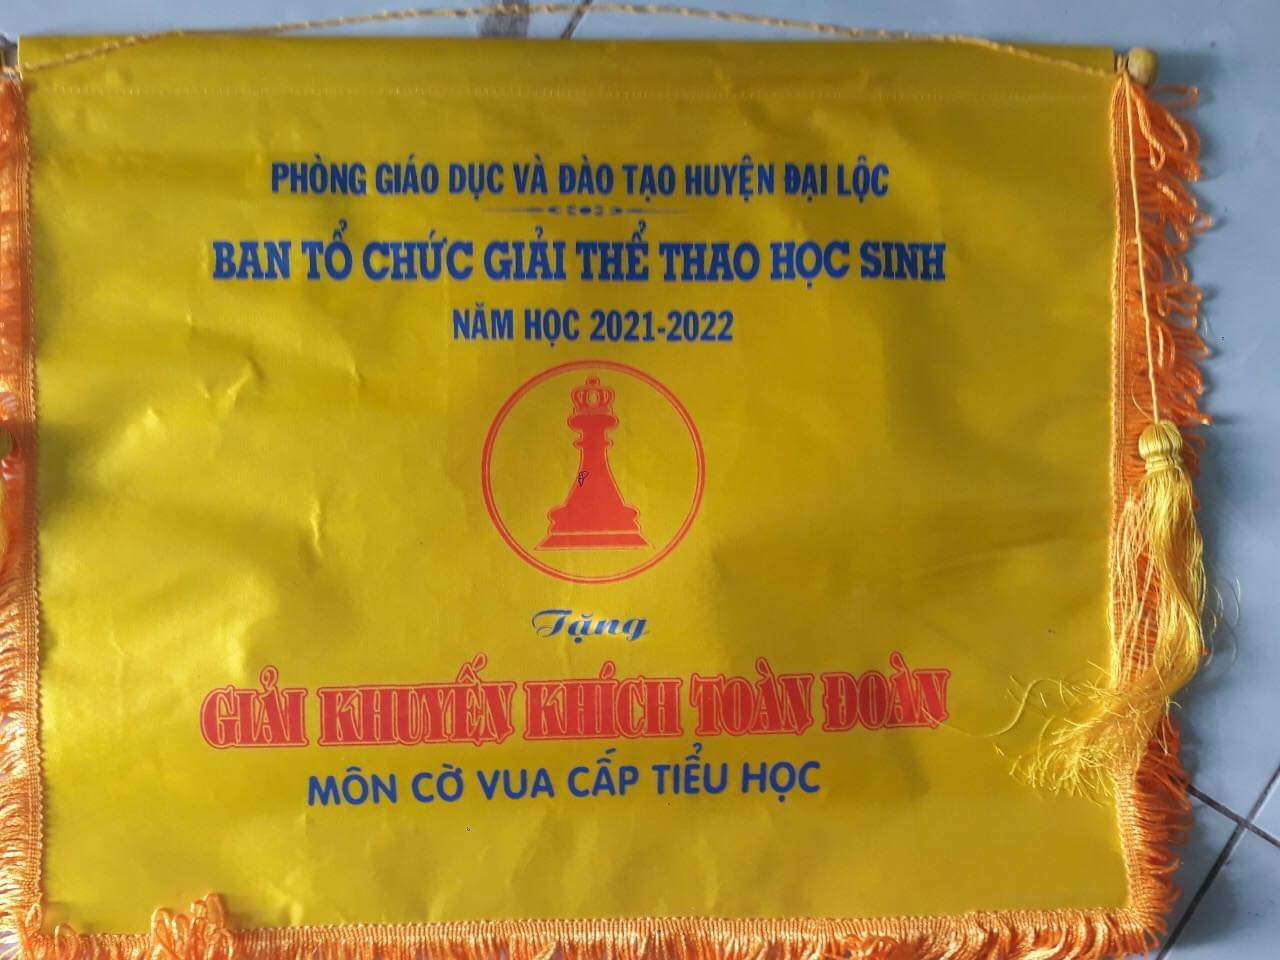 PHÒNG GIÁO DỤC VÀ ĐÀO TẠO HUYỆN ĐẠI LỘC
BAN TỔ CHỨC GIẢI THỂ THAO HỌC SINH
NĂM HỌC 2021-2022
Tặng
GIẢI KHUYẾN KHÍCH TOÀN ĐOÀN
MÔN CỜ VUA CẤP TIỂU HỌC